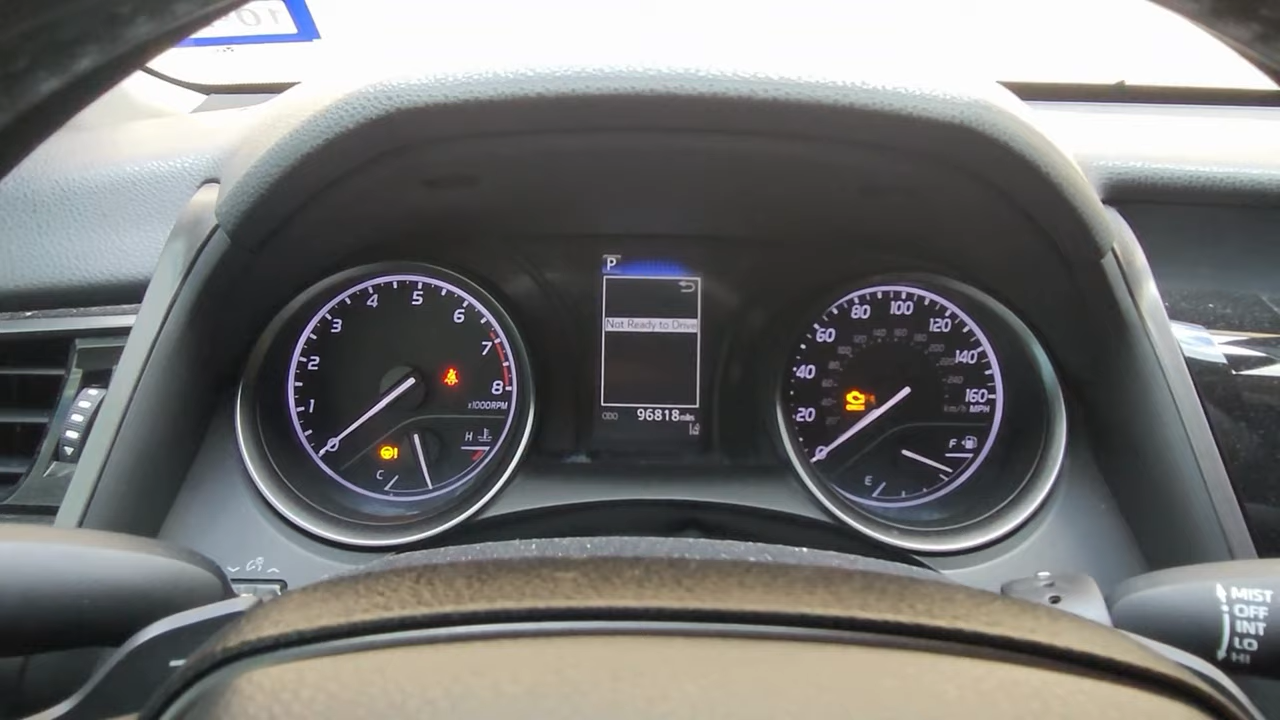 P
Not Ready to Drive
ODO 96818 miles
1
2
3
4
5
6
7
8
x1000RPM
H
C
0
20
40
60
80
100
120
140
160
km/h MPH
F
E
MIST
OFF
INT
LO
HI